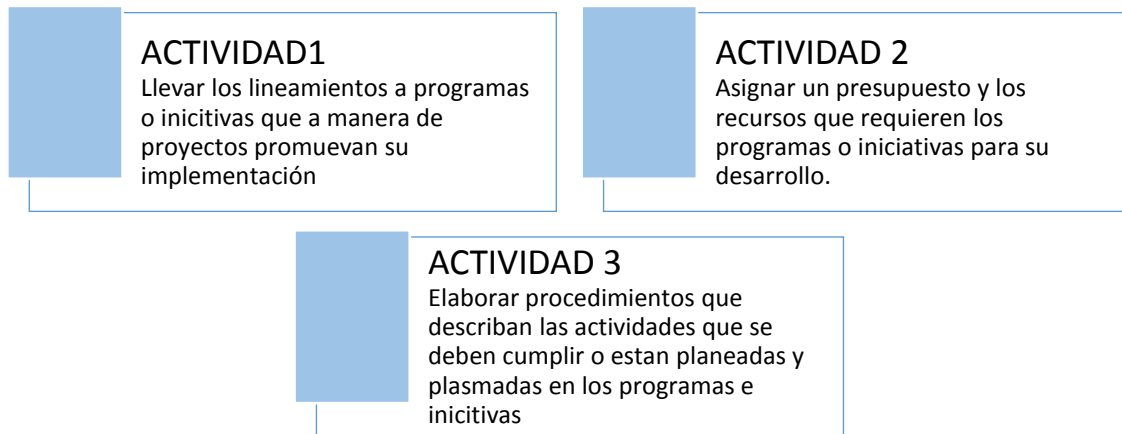 ACTIVIDAD1
Llevar los lineamientos a programas
o inicitivas que a manera de
proyectos promuevan su
implementación
ACTIVIDAD 2
Asignar un presupuesto y los
recursos que requieren los
programas o iniciativas para su
desarrollo.
ACTIVIDAD 3
Elaborar procedimientos que
describan las actividades que se
deben cumplir o estan planeadas y
plasmadas en los programas e
inicitivas